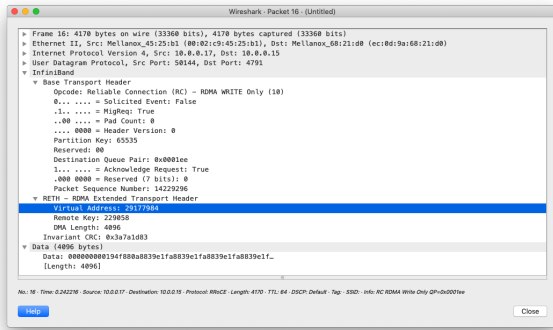 Wireshark · Packet 16 · (Untitled)
Frame 16: 4170 bytes on wire (33360 bits), 4170 bytes captured (33360 bits)
Ethernet II, Src: Mellanox_45:25:b1 (00:02:c9:45:25:b1), Dst: Mellanox_68:21:d0 (ec:0d:9a:68:21:d0)
Internet Protocol Version 4, Src: 10.0.0.17, Dst: 10.0.0.15
User Datagram Protocol, Src Port: 50144, Dst Port: 4791
InfiniBand
Base Transport Header
Opcode: Reliable Connection (RC) - RDMA WRITE Only (10)
0... .... = Solicited Event: False
.1.. .... = MigReq: True
..00 .... = Pad Count: 0
.... 0000 = Header Version: 0
Partition Key: 65535
Reserved: 00
Destination Queue Pair: 0x0001ee
1... .... = Acknowledge Request: True
.000 0000 = Reserved (7 bits): 0
Packet Sequence Number: 14229296
RETH - RDMA Extended Transport Header
Virtual Address: 29177984
Remote Key: 229058
DMA Length: 4096
Invariant CRC: 0x3a7a1d83
Data (4096 bytes)
Data: 000000000194f880a8839e1fa8839e1fa8839e1fa8839e1f…
[Length: 4096]
No.: 16 · Time: 0.242216 · Source: 10.0.0.17 · Destination: 10.0.0.15 · Protocol: RRoCE · Length: 4170 · TTL: 64 · DSCP: Default · Tag: · SSID: · Info: RC RDMA Write Only QP=0x0001ee
Help
Close